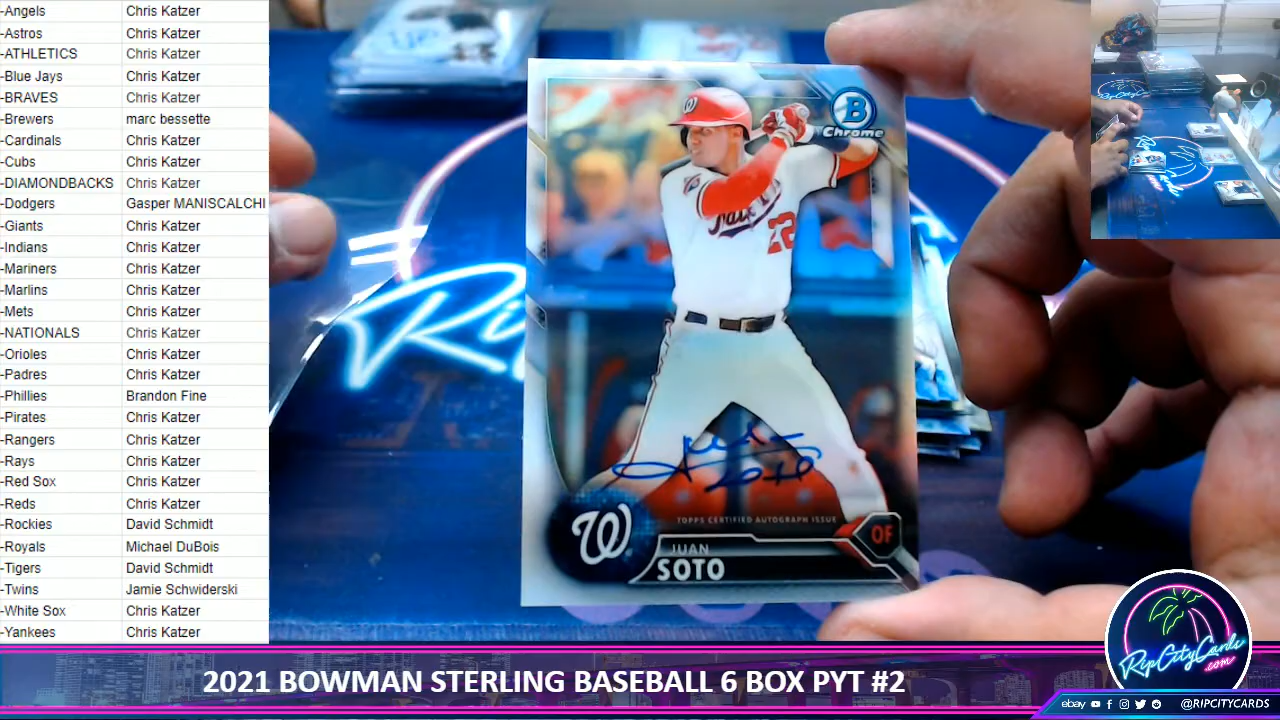 -Angels Chris Katzer
-Astros Chris Katzer
-ATHLETICS Chris Katzer
-Blue Jays Chris Katzer
-BRAVES Chris Katzer
-Brewers marc bessette
-Cardinals Chris Katzer
-Cubs Chris Katzer
-DIAMONDBACKS Chris Katzer
-Dodgers Gasper MANISCALCHI
-Giants Chris Katzer
-Indians Chris Katzer
-Mariners Chris Katzer
-Marlins Chris Katzer
-Mets Chris Katzer
-NATIONALS Chris Katzer
-Orioles Chris Katzer
-Padres Chris Katzer
-Phillies Brandon Fine
-Pirates Chris Katzer
-Rangers Chris Katzer
-Rays Chris Katzer
-Red Sox Chris Katzer
-Reds Chris Katzer
-Rockies David Schmidt
-Royals Michael DuBois
-Tigers David Schmidt
-Twins Jamie Schwiderski
-White Sox Chris Katzer
-Yankees Chris Katzer
B
Chrome
W
22
Rip
TOPPS CERTIFIED AUTOGRAPH ISSUE
OF
W
JUAN
SOTO
2021 BOWMAN STERLING BASEBALL 6 BOX PYT #2
RipCityCards
.com
ebay @RIPCITYCARDS